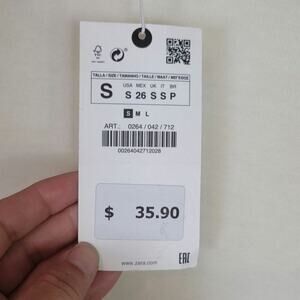 FSC
TALLA / SIZE / TAMANHO / TAILLE / MAAT /
USA MEX UK IT BR
S S 26 S S P
S M L
ART.: 0264 / 042 / 712
00264042712028
$ 35.90
www.zara.com
EAC